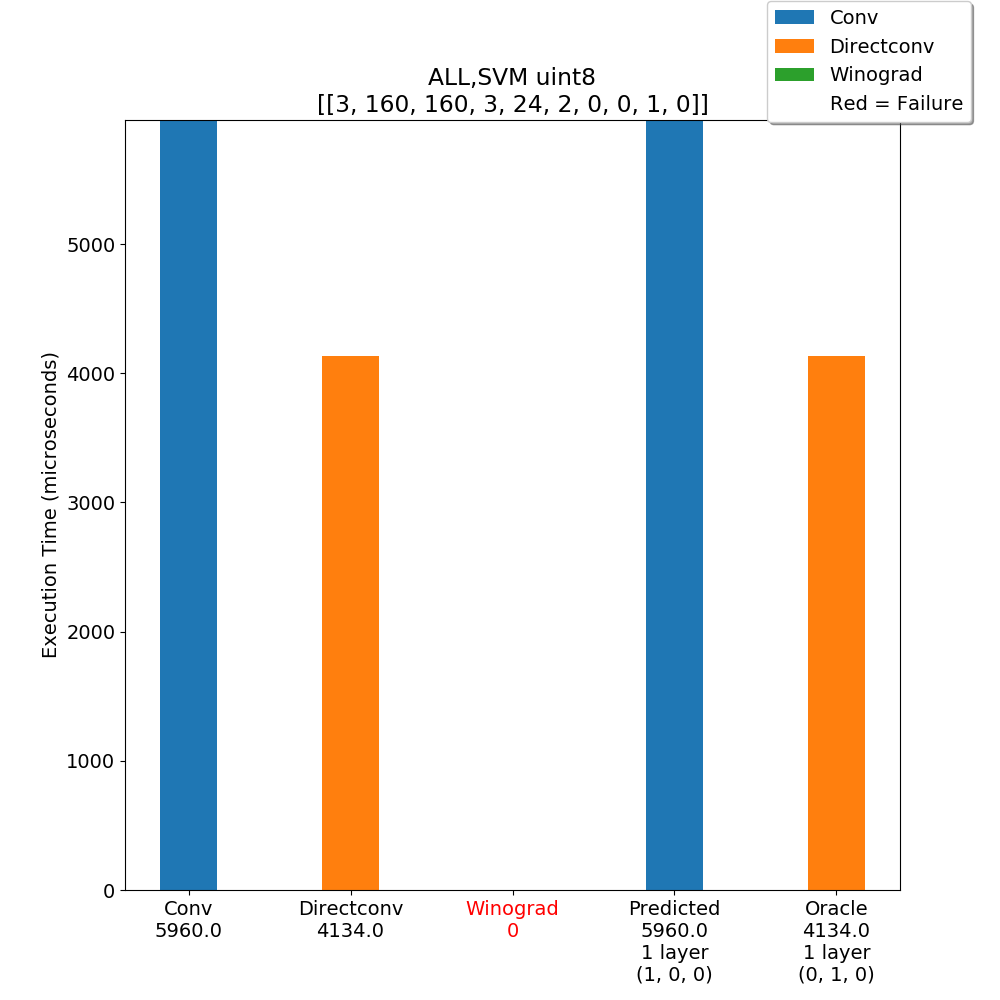 Conv
Directconv
Winograd
Red = Failure
ALL,SVM uint8
[[3, 160, 160, 3, 24, 2, 0, 0, 1, 0]]
Execution Time (microseconds)
5000
4000
3000
2000
1000
0
Conv
5960.0
Directconv
4134.0
Winograd
0
Predicted
5960.0
1 layer
(1, 0, 0)
Oracle
4134.0
1 layer
(0, 1, 0)